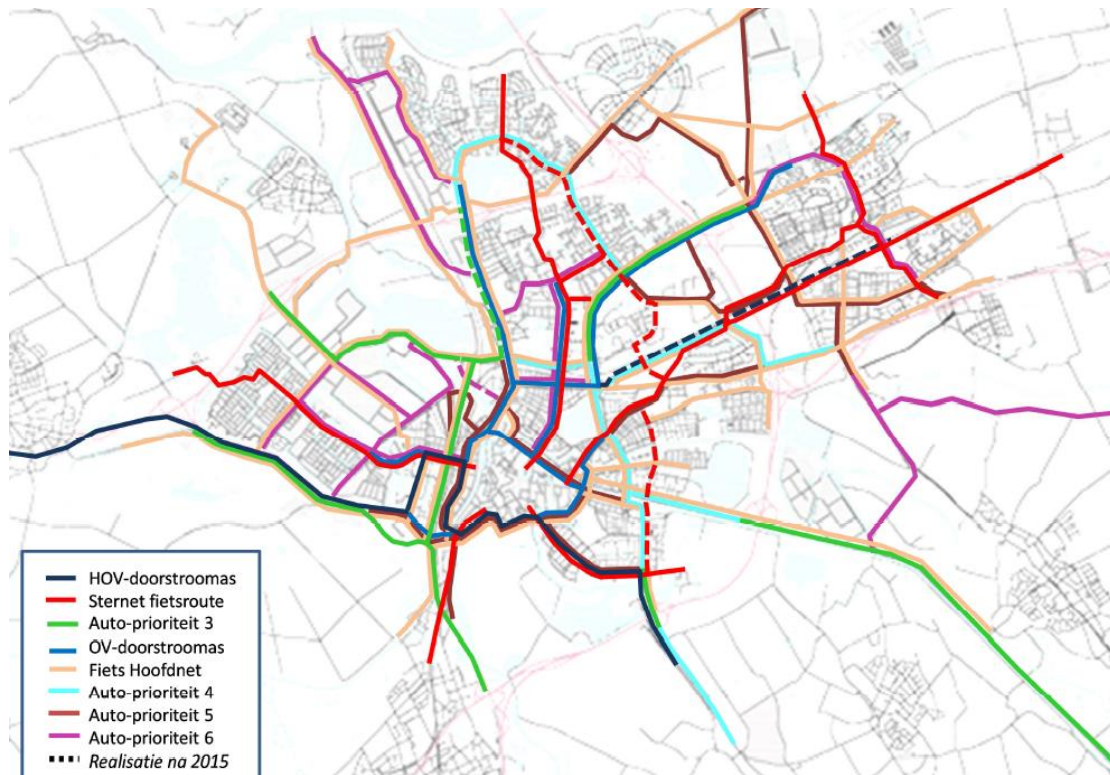 HOV-doorstroomas
Sternet fietsroute
Auto-prioriteit 3
OV-doorstroomas
Fiets Hoofdnet
Auto-prioriteit 4
Auto-prioriteit 5
Auto-prioriteit 6
Realisatie na 2015